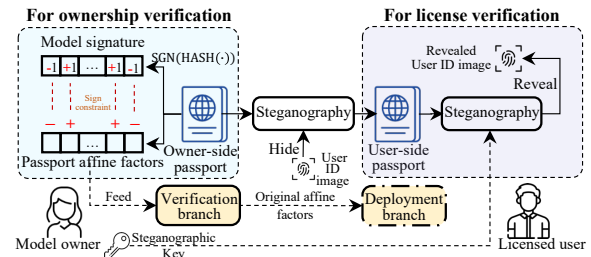 For ownership verification
For license verification
Model signature
-1 +1 ... +1 -1
SGN(HASH(·))
Sign
constraint
− + + −
...
Passport affine factors
Owner-side
passport
Steganography
Hide
User
ID
image
User-side
passport
Revealed
User ID image
Reveal
Steganography
Feed
Verification
branch
Original affine
factors
Deployment
branch
Model owner
Steganographic
Key
Licensed user